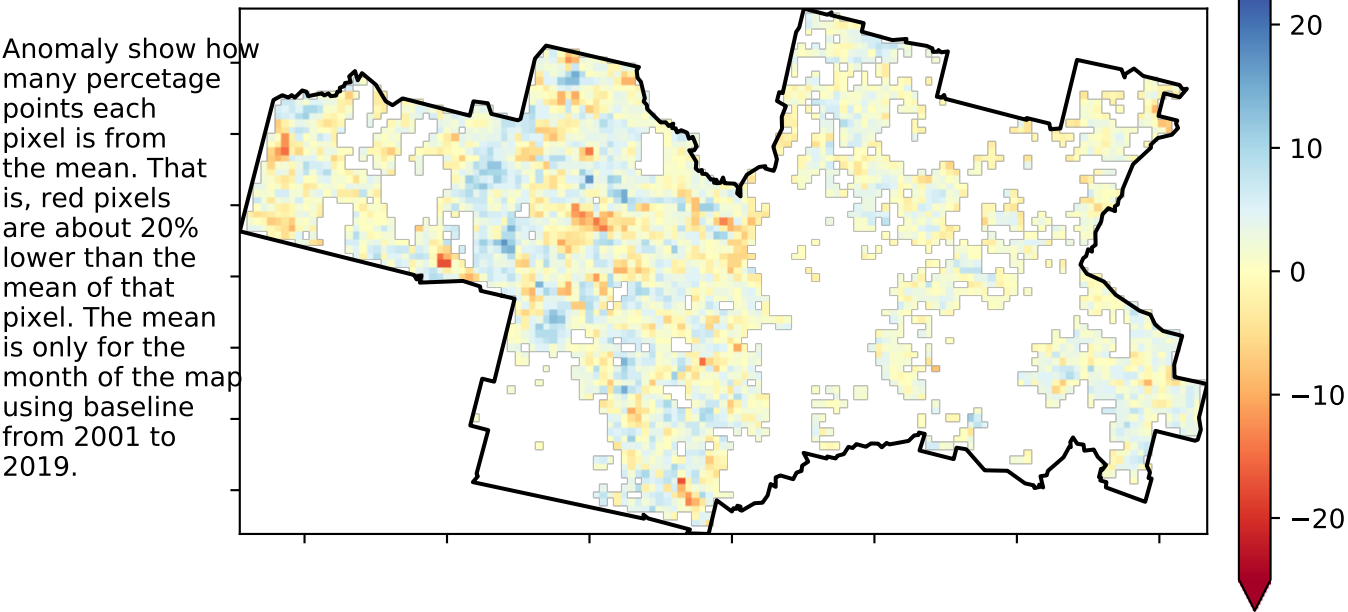 Anomaly show how
many percetage
points each
pixel is from
the mean. That
is, red pixels
are about 20%
lower than the
mean of that
pixel. The mean
is only for the
month of the map
using baseline
from 2001 to
2019.
20
10
0
−10
−20